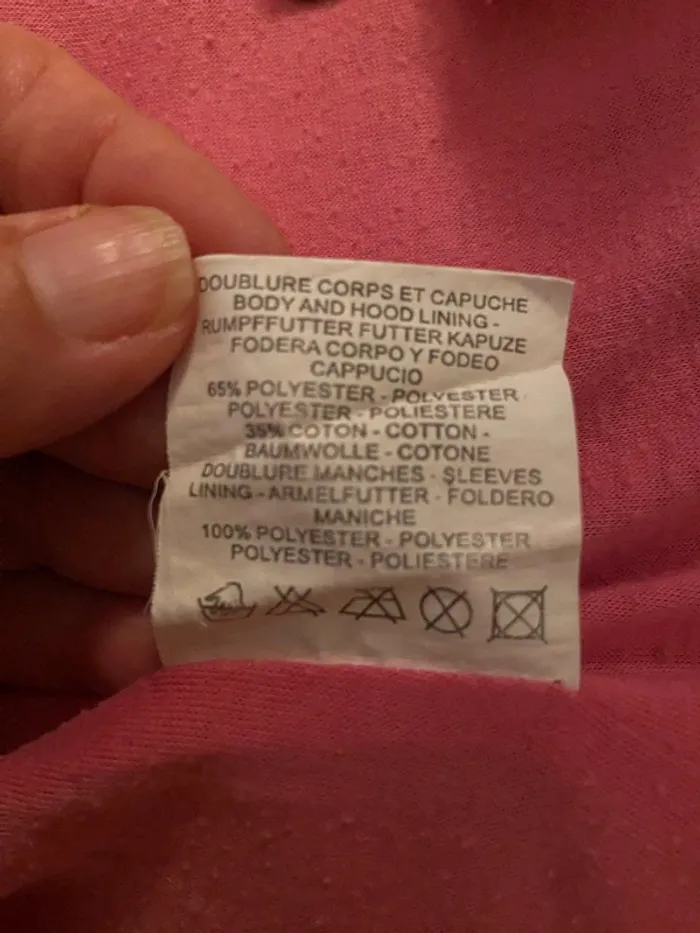 DOUBLURE CORPS ET CAPUCHE
BODY AND HOOD LINING -
RUMPFFUTTER FUTTER KAPUZE
FODERA CORPO Y FODEO
CAPPUCIO
65% POLYESTER - POLYESTER -
POLYESTER - POLIESTERE
35% COTON - COTTON -
BAUMWOLLE - COTONE
DOUBLURE MANCHES - SLEEVES
LINING - ARMELFUTTER - FOLDERO
MANICHE
100% POLYESTER - POLYESTER
POLYESTER - POLIESTERE